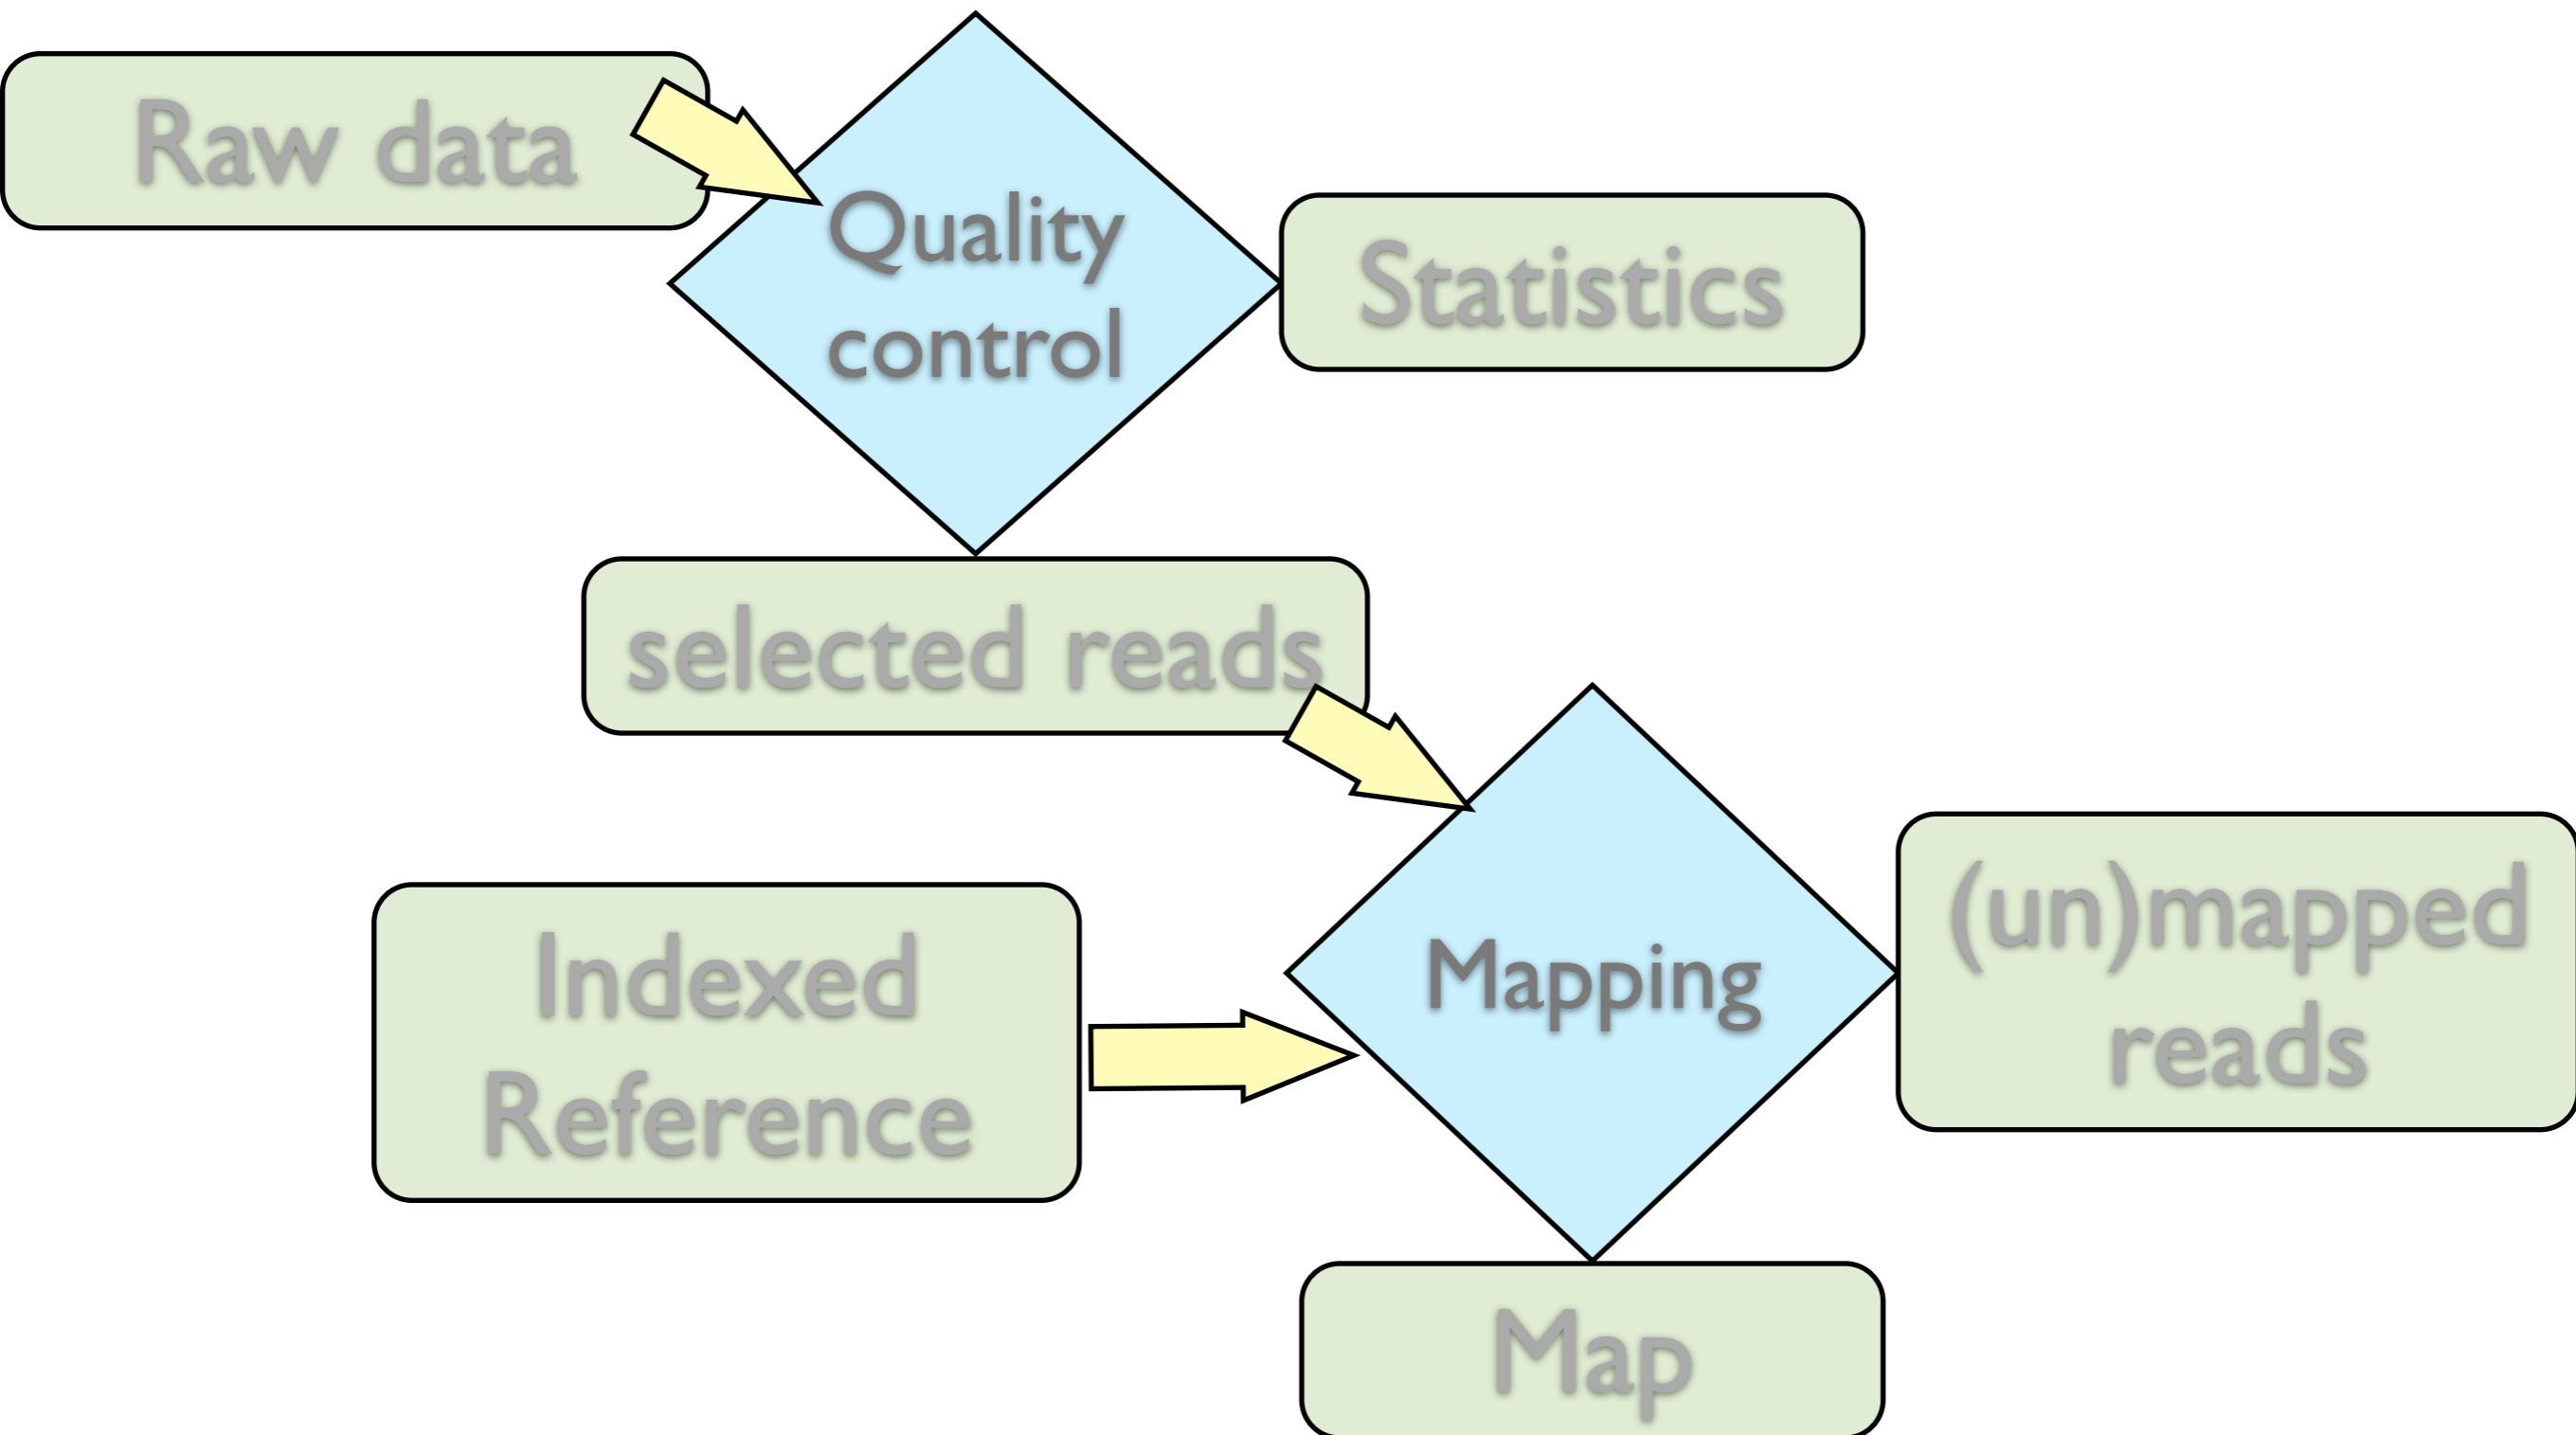 Raw data
Quality
control
Statistics
selected reads
Indexed
Reference
Mapping
(un)mapped
reads
Map